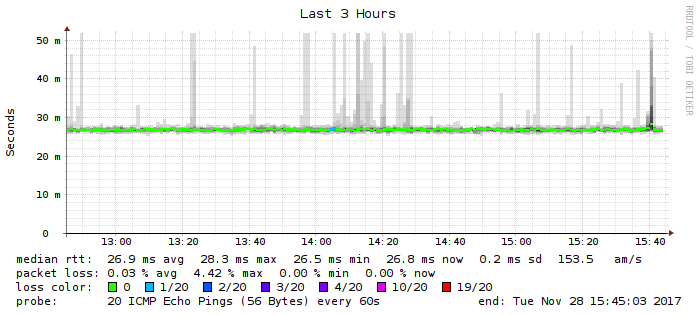 Last 3 Hours
RRDTOOL / TOBI OETIKER
Seconds
50 m
40 m
30 m
20 m
10 m
0
13:00 13:20 13:40 14:00 14:20 14:40 15:00 15:20 15:40
median rtt: 26.9 ms avg 28.3 ms max 26.5 ms min 26.8 ms now 0.2 ms sd 153.5 am/s
packet loss: 0.03 % avg 4.42 % max 0.00 % min 0.00 % now
loss color: 0 1/20 2/20 3/20 4/20 10/20 19/20
probe: 20 ICMP Echo Pings (56 Bytes) every 60s end: Tue Nov 28 15:45:03 2017